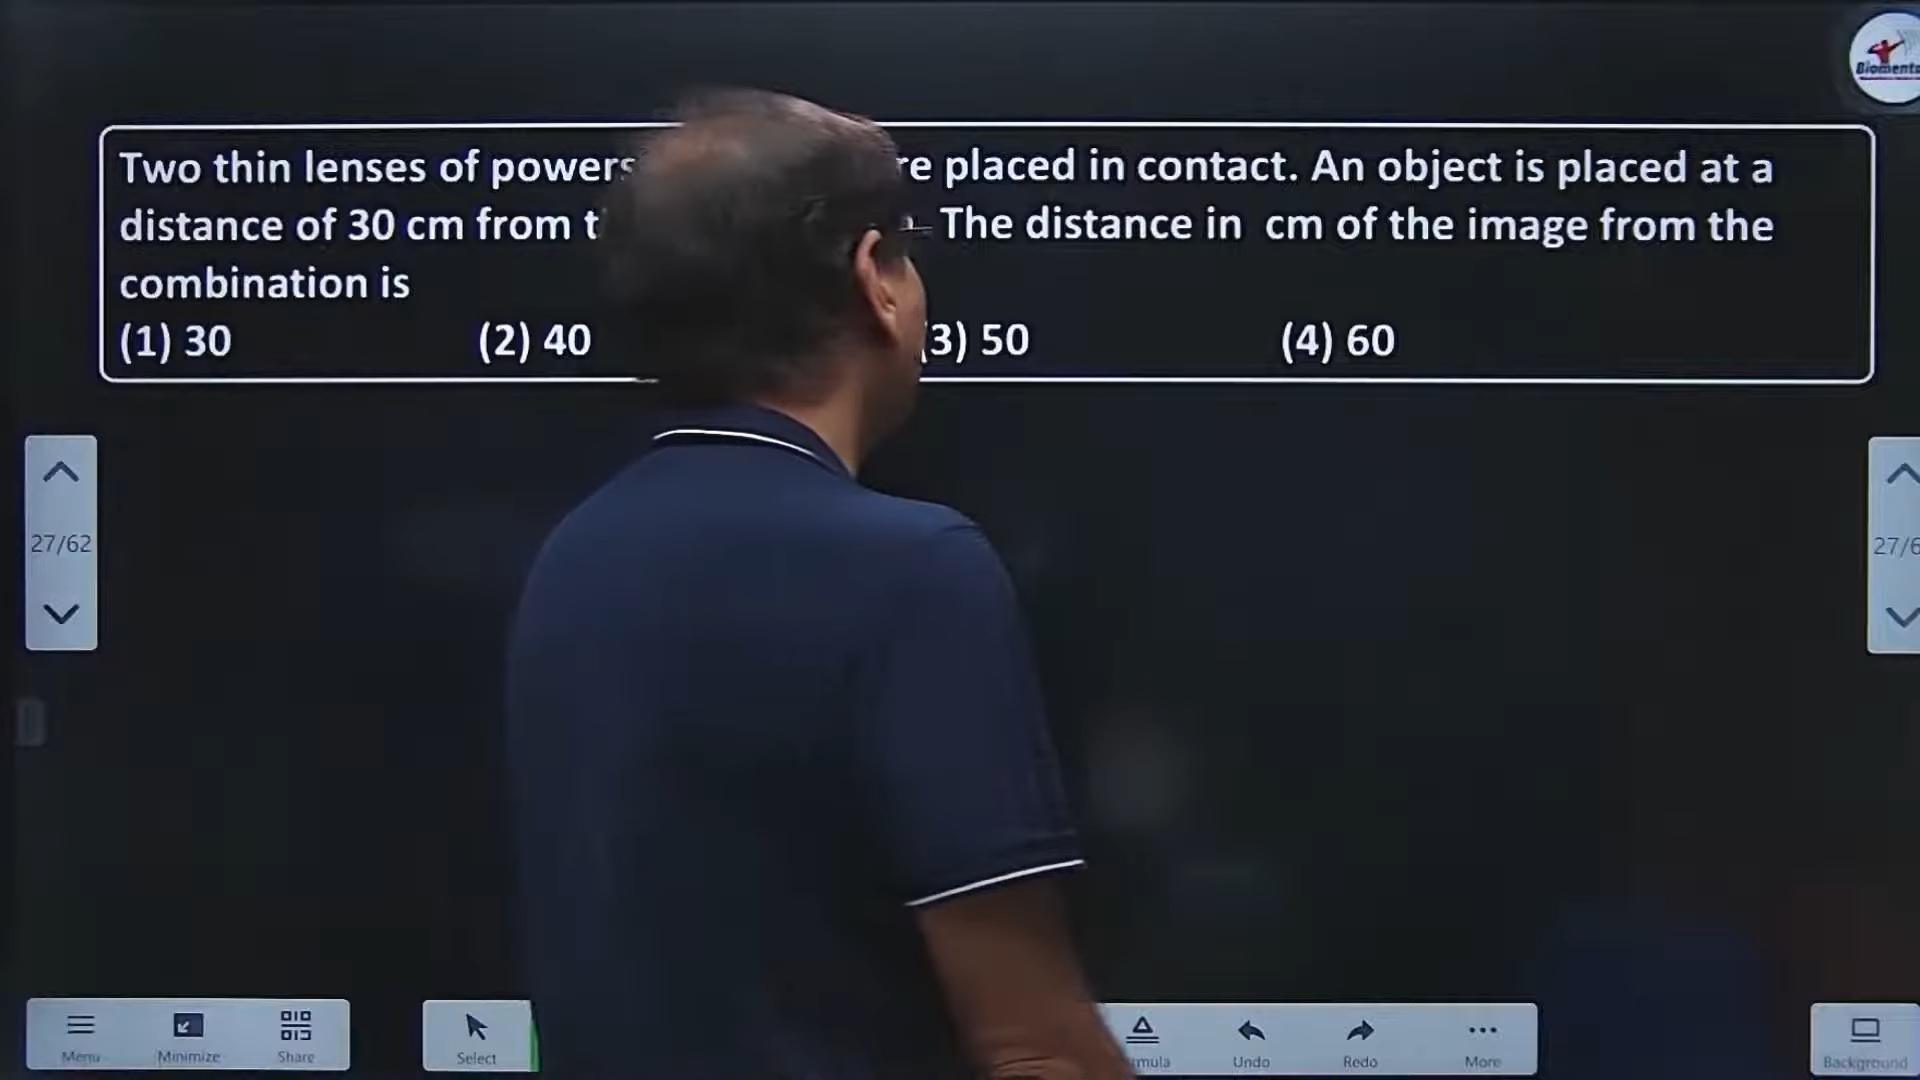 Biomento
Two thin lenses of powers re placed in contact. An object is placed at a
distance of 30 cm from t The distance in cm of the image from the
combination is
(1) 30 (2) 40 (3) 50 (4) 60
27/62
27/6
Menu Minimize Share Select mula Undo Redo More Background